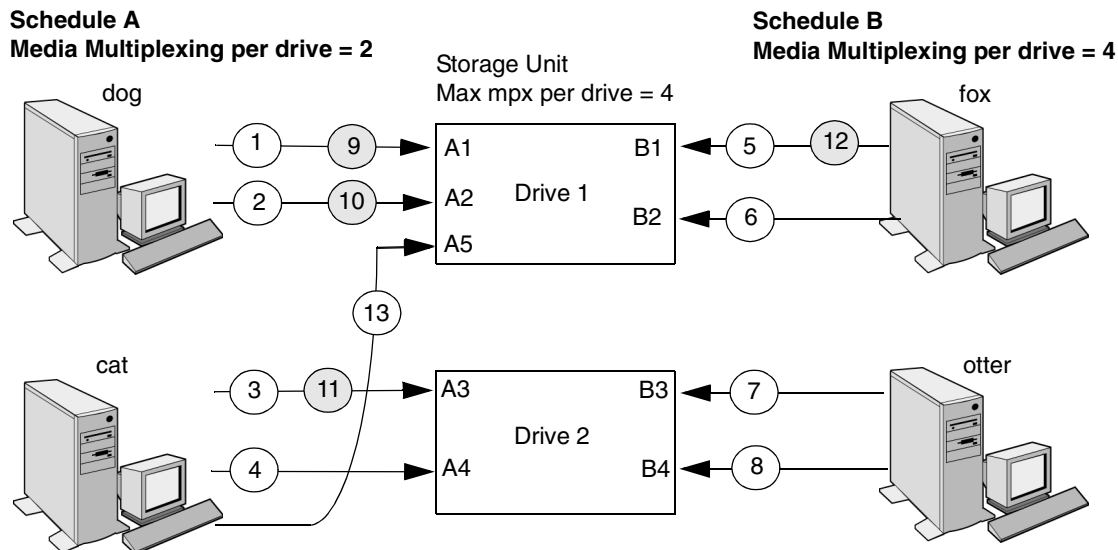 Schedule A
Media Multiplexing per drive = 2
Schedule B
Media Multiplexing per drive = 4
Storage Unit
Max mpx per drive = 4
dog
fox
1
9
A1
B1
5
12
2
10
A2
Drive 1
B2
6
A5
13
cat
otter
3
11
A3
B3
7
Drive 2
4
A4
B4
8